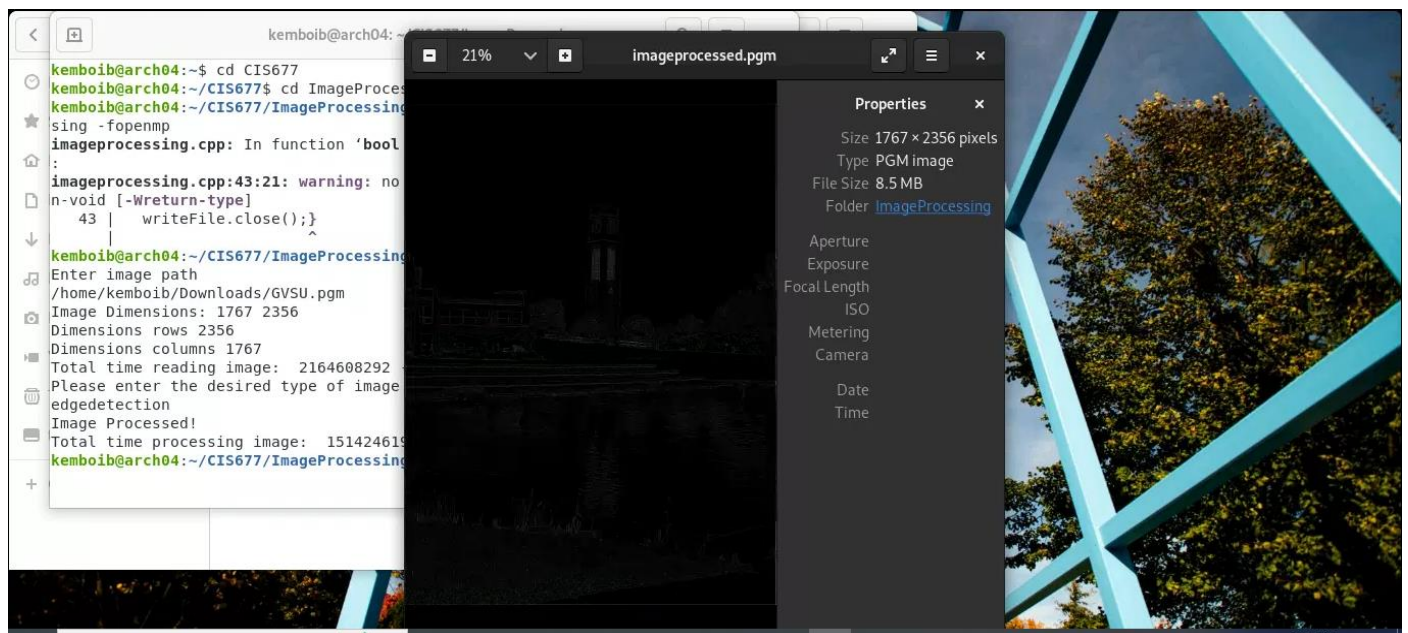 kemboib@arch04: ~
kemboib@arch04:~$ cd CIS677
kemboib@arch04:~/CIS677$ cd ImageProces
kemboib@arch04:~/CIS677/ImageProcessing
sing -fopenmp
imageprocessing.cpp: In function ‘bool
:
imageprocessing.cpp:43:21: warning: no
n-void [-Wreturn-type]
43 | writeFile.close();}
| ^
kemboib@arch04:~/CIS677/ImageProcessing
Enter image path
/home/kemboib/Downloads/GVSU.pgm
Image Dimensions: 1767 2356
Dimensions rows 2356
Dimensions columns 1767
Total time reading image: 2164608292
Please enter the desired type of image
edgedetection
Image Processed!
Total time processing image: 151424619
kemboib@arch04:~/CIS677/ImageProcessing
21%
imageprocessed.pgm
Properties
Size 1767 × 2356 pixels
Type PGM image
File Size 8.5 MB
Folder ImageProcessing
Aperture
Exposure
Focal Length
ISO
Metering
Camera
Date
Time